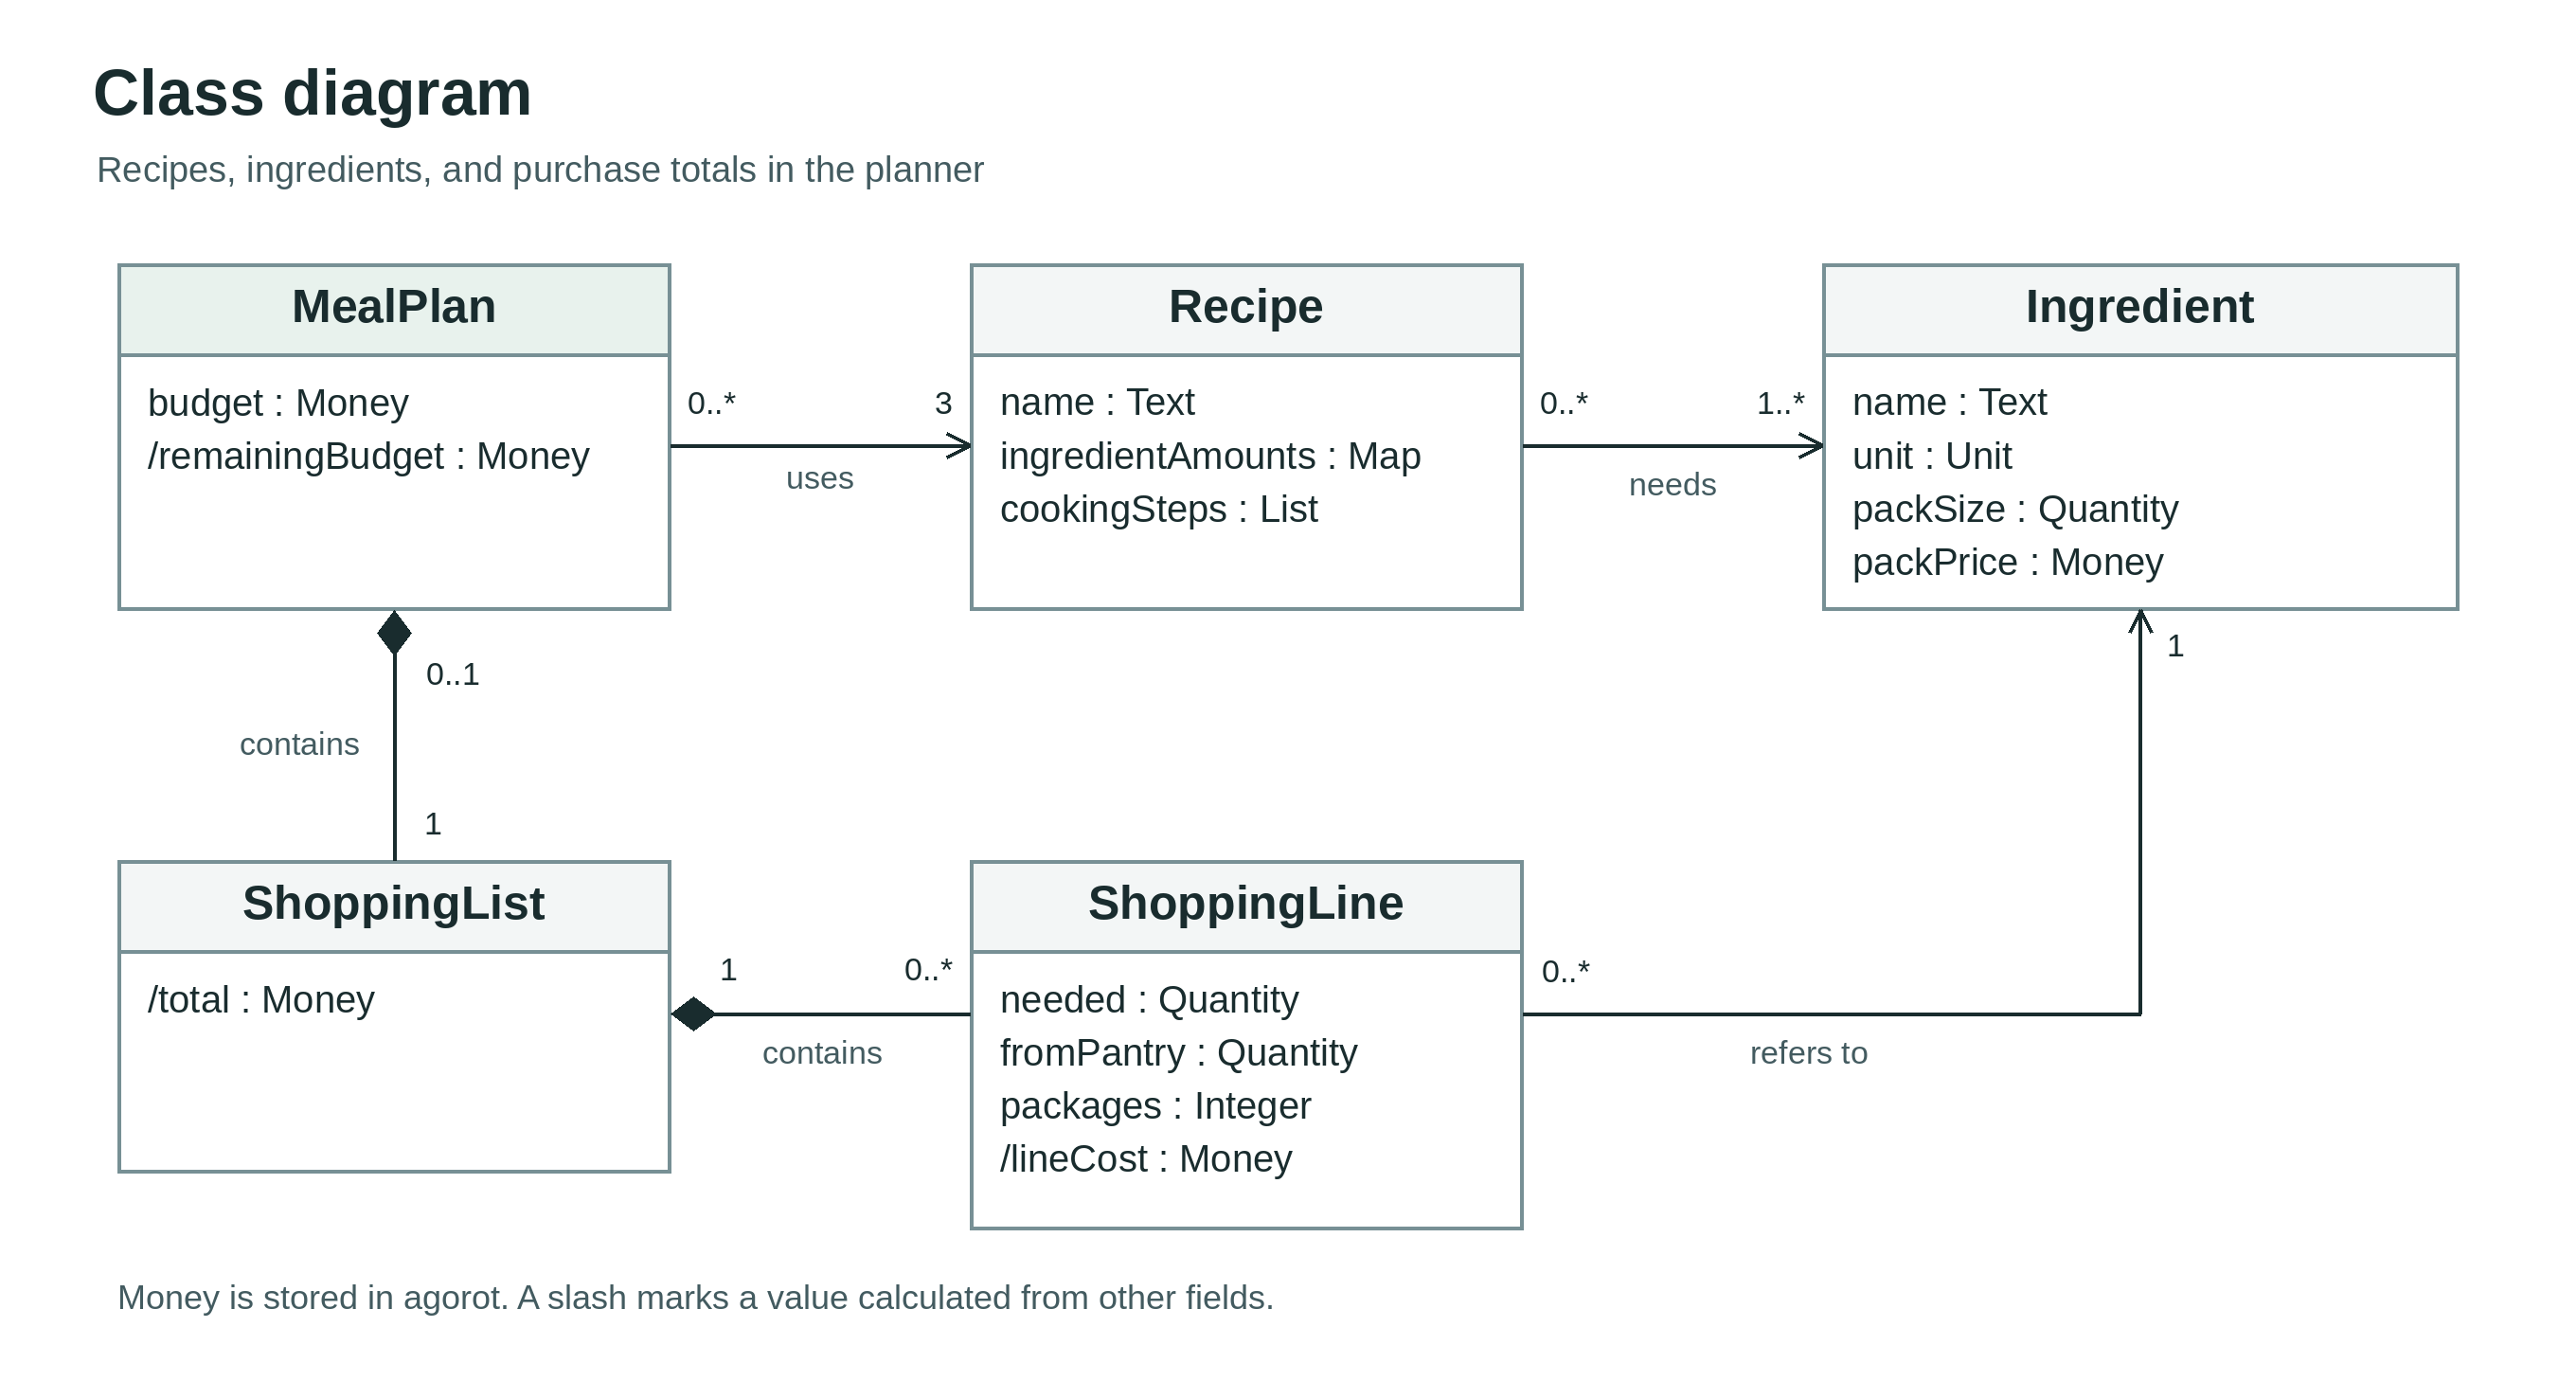 Class diagram
Recipes, ingredients, and purchase totals in the planner
MealPlan
budget : Money
/remainingBudget : Money
0..*
3
uses
Recipe
name : Text
ingredientAmounts : Map
cookingSteps : List
0..*
1..*
needs
Ingredient
name : Text
unit : Unit
packSize : Quantity
packPrice : Money
0..1
contains
1
1
ShoppingList
/total : Money
1
0..*
contains
ShoppingLine
needed : Quantity
fromPantry : Quantity
packages : Integer
/lineCost : Money
0..*
refers to
Money is stored in agorot. A slash marks a value calculated from other fields.